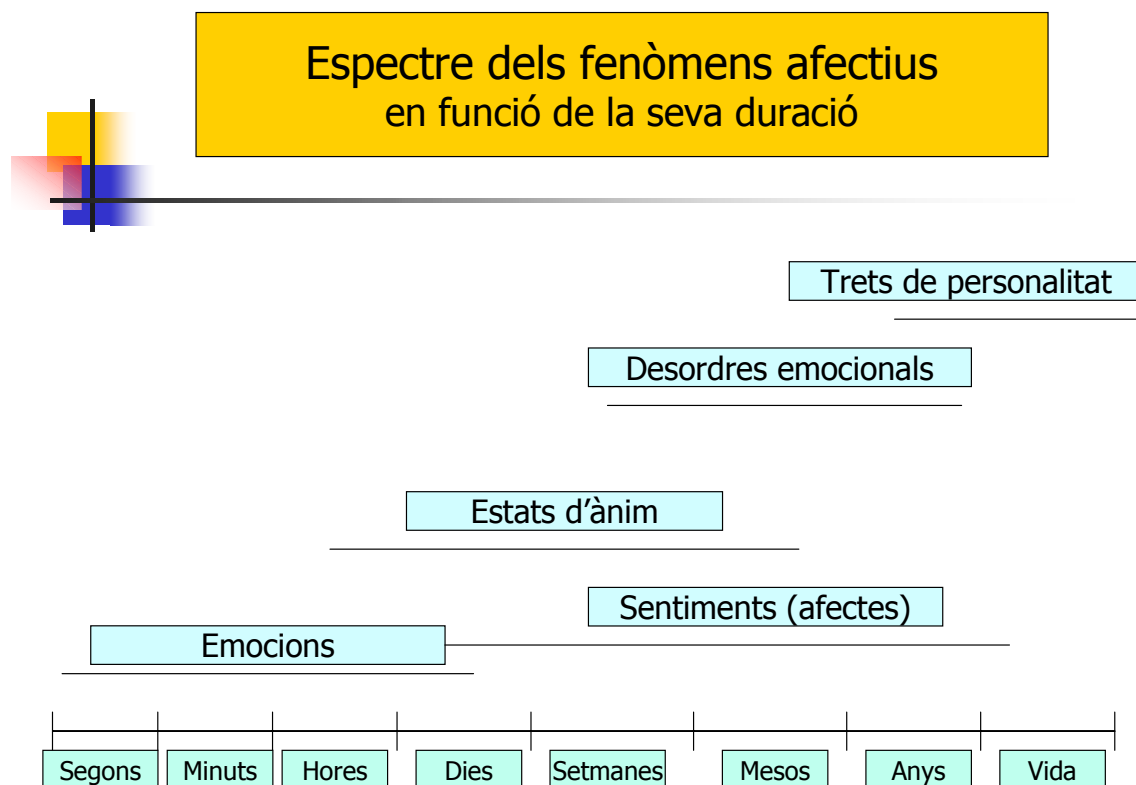 Espectre dels fenòmens afectius
en funció de la seva duració
Trets de personalitat
Desordres emocionals
Estats d’ànim
Sentiments (afectes)
Emocions
Segons Minuts Hores Dies Setmanes Mesos Anys Vida